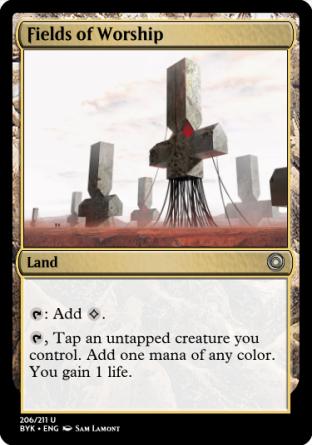 Fields of Worship
Land
: Add .
, Tap an untapped creature you
control. Add one mana of any color.
You gain 1 life.
206/211 U
BYK • ENG Sam Lamont